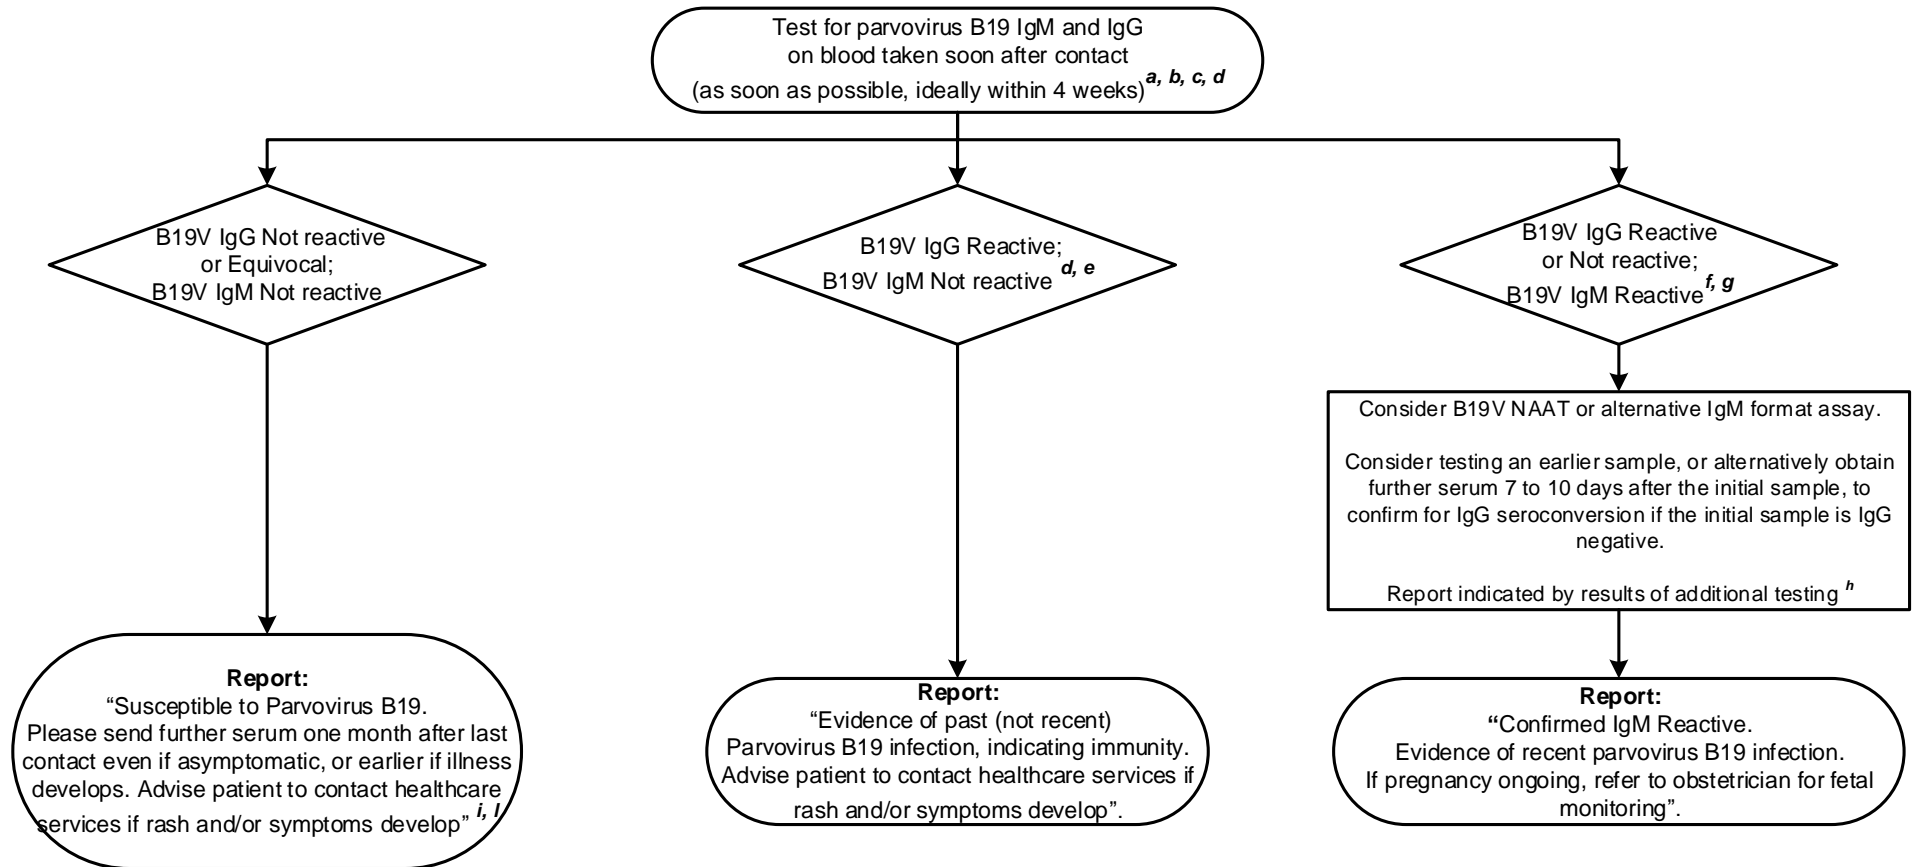 Test for parvovirus B19 IgM and IgG
on blood taken soon after contact
(as soon as possible, ideally within 4 weeks) a, b, c, d
B19V IgG Not reactive
or Equivocal;
B19V IgM Not reactive
B19V IgG Reactive;
B19V IgM Not reactive d, e
B19V IgG Reactive
or Not reactive;
B19V IgM Reactive f, g
Consider B19V NAAT or alternative IgM format assay.
Consider testing an earlier sample, or alternatively obtain
further serum 7 to 10 days after the initial sample, to
confirm for IgG seroconversion if the initial sample is IgG
negative.
Report indicated by results of additional testing h
Report:
“Susceptible to Parvovirus B19.
Please send further serum one month after last
contact even if asymptomatic, or earlier if illness
develops. Advise patient to contact healthcare
services if rash and/or symptoms develop” i, l
Report:
“Evidence of past (not recent)
Parvovirus B19 infection, indicating immunity.
Advise patient to contact healthcare services if
rash and/or symptoms develop”.
Report:
“Confirmed IgM Reactive.
Evidence of recent parvovirus B19 infection.
If pregnancy ongoing, refer to obstetrician for fetal
monitoring”.